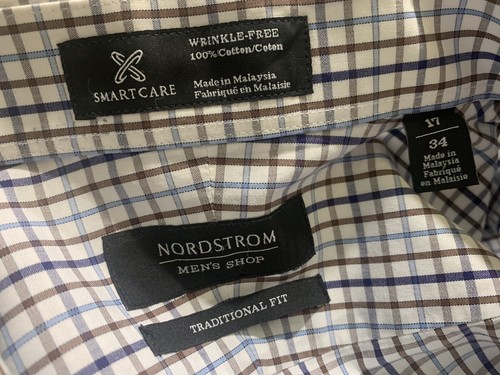 WRINKLE-FREE
100% Cotton/Coton
SMARTCARE
Made in Malaysia
Fabriqué en Malaisie
17
34
Made in
Malaysia
Fabriqué
en Malaisie
NORDSTROM
MEN'S SHOP
TRADITIONAL FIT